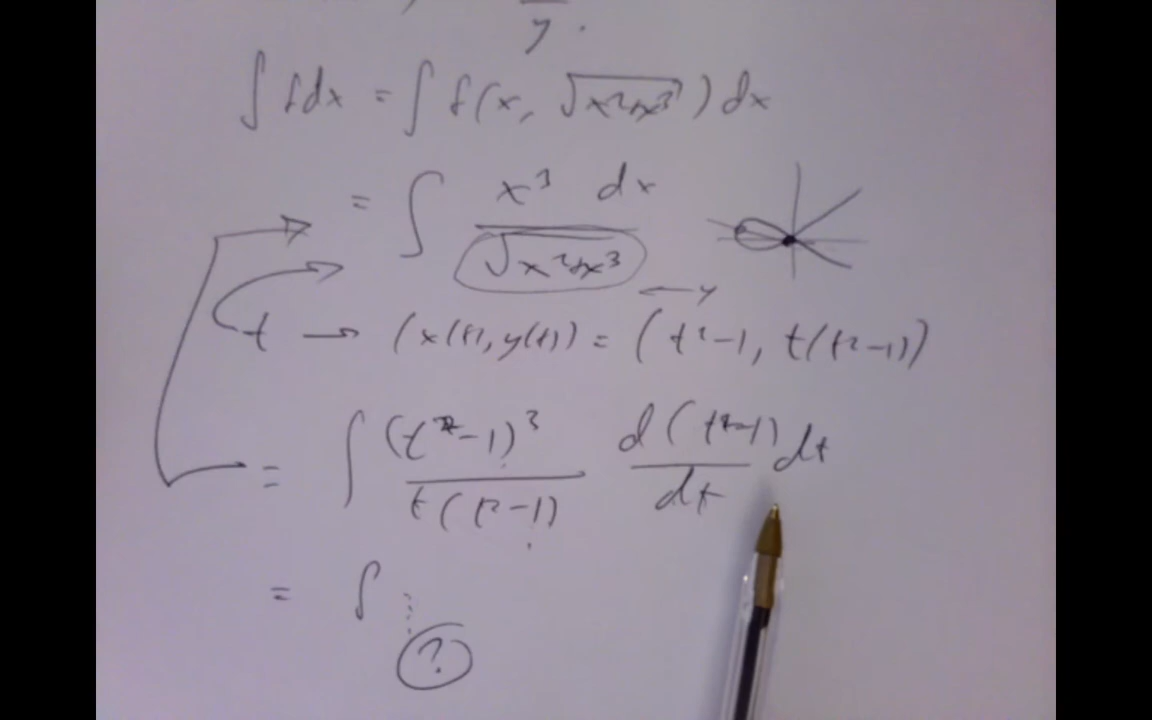 y.
∫ f dx = ∫ f(x, √x²+x³) dx
= ∫ x³ dx / √x²+x³
t → (x(t), y(t)) = (t²-1, t(t²-1))
= ∫ (t²-1)³ / t(t²-1) d(t²-1)/dt dt
= ∫ ⋮
?